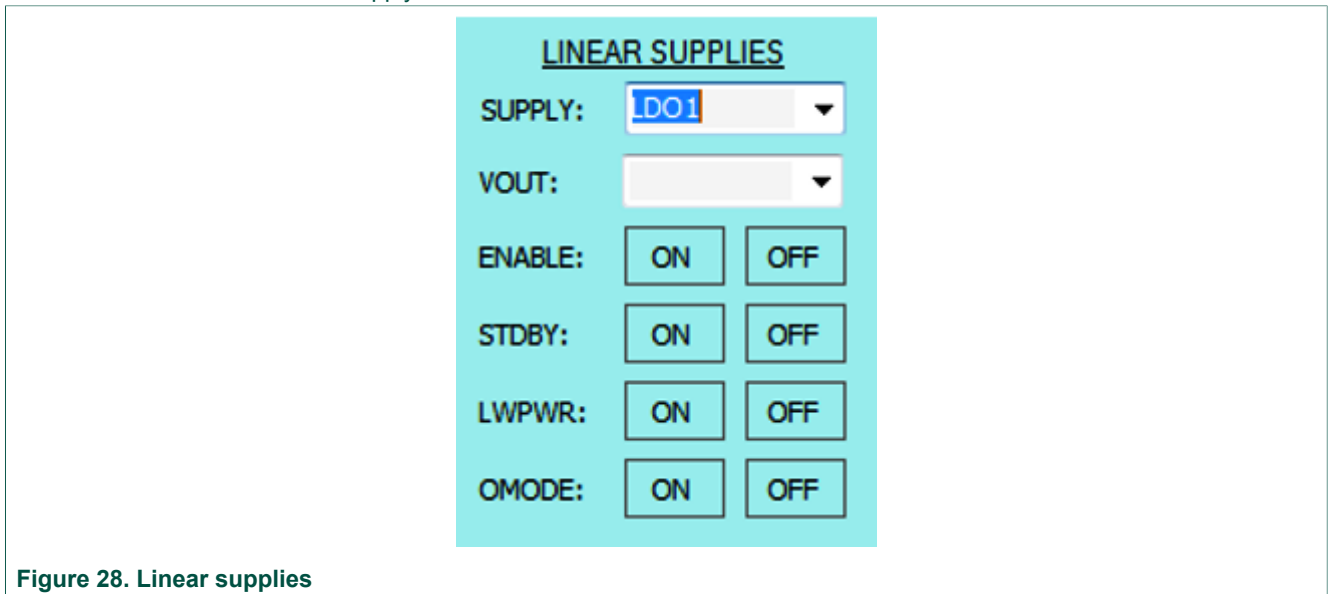 LINEAR SUPPLIES
SUPPLY: LDO1
VOUT:
ENABLE: ON OFF
STDBY: ON OFF
LWPWR: ON OFF
OMODE: ON OFF
Figure 28. Linear supplies